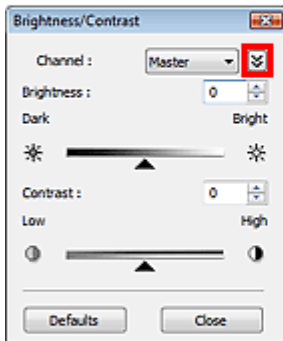 Brightness/Contrast
Channel : Master
Brightness : 0
Dark Bright
Contrast : 0
Low High
Defaults Close